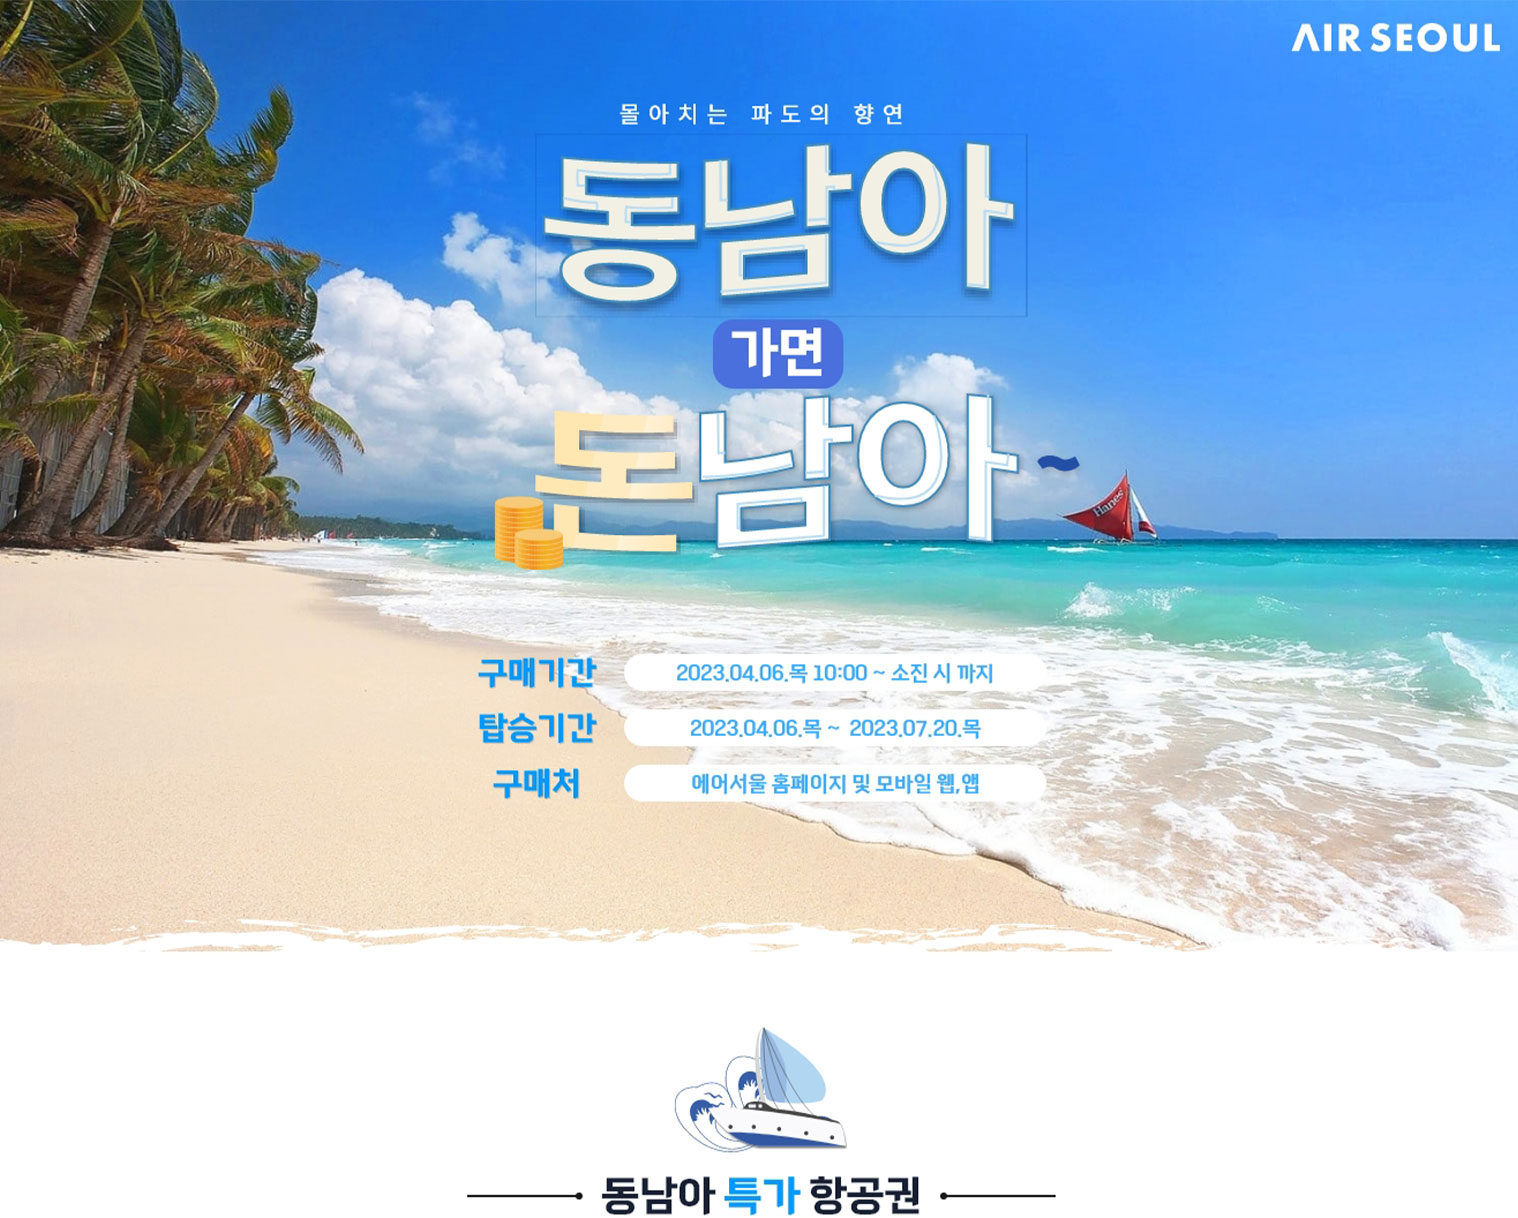 AIR SEOUL
몰아치는 파도의 향연
동남아
가면
돈남아~
Hanes
구매기간 2023.04.06.목 10:00 ~ 소진 시 까지
탑승기간 2023.04.06.목 ~ 2023.07.20.목
구매처 에어서울 홈페이지 및 모바일 웹,앱
동남아 특가 항공권